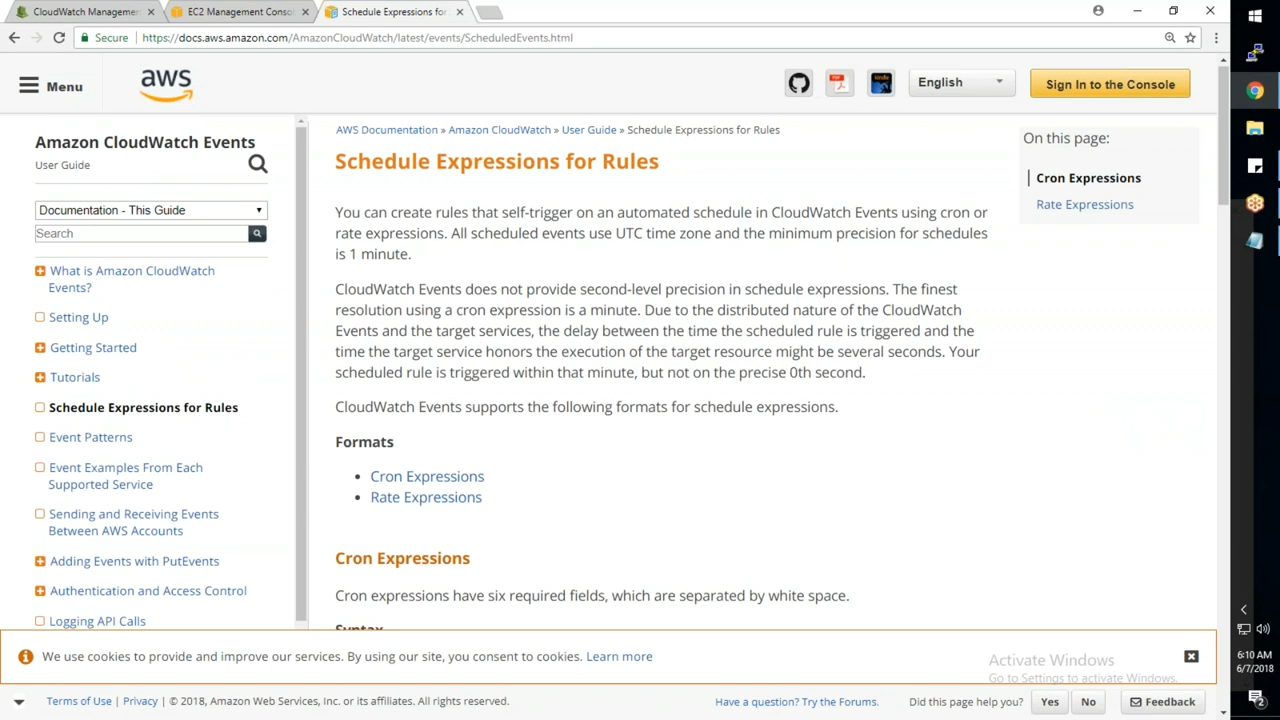 CloudWatch Managemen
EC2 Management Consol
Schedule Expressions for
Secure
https://docs.aws.amazon.com/AmazonCloudWatch/latest/events/ScheduledEvents.html
Menu
aws
English
Sign In to the Console
Amazon CloudWatch Events
User Guide
Documentation - This Guide
Search
What is Amazon CloudWatch
Events?
Setting Up
Getting Started
Tutorials
Schedule Expressions for Rules
Event Patterns
Event Examples From Each
Supported Service
Sending and Receiving Events
Between AWS Accounts
Adding Events with PutEvents
Authentication and Access Control
Logging API Calls
AWS Documentation » Amazon CloudWatch » User Guide » Schedule Expressions for Rules
Schedule Expressions for Rules
You can create rules that self-trigger on an automated schedule in CloudWatch Events using cron or
rate expressions. All scheduled events use UTC time zone and the minimum precision for schedules
is 1 minute.
CloudWatch Events does not provide second-level precision in schedule expressions. The finest
resolution using a cron expression is a minute. Due to the distributed nature of the CloudWatch
Events and the target services, the delay between the time the scheduled rule is triggered and the
time the target service honors the execution of the target resource might be several seconds. Your
scheduled rule is triggered within that minute, but not on the precise 0th second.
CloudWatch Events supports the following formats for schedule expressions.
Formats
• Cron Expressions
• Rate Expressions
Cron Expressions
Cron expressions have six required fields, which are separated by white space.
Syntax
On this page:
Cron Expressions
Rate Expressions
We use cookies to provide and improve our services. By using our site, you consent to cookies. Learn more
Activate Windows
Go to Settings to activate Windows.
Terms of Use | Privacy | © 2018, Amazon Web Services, Inc. or its affiliates. All rights reserved.
Have a question? Try the Forums.
Did this page help you?
Yes
No
Feedback
6:10 AM
6/7/2018
2